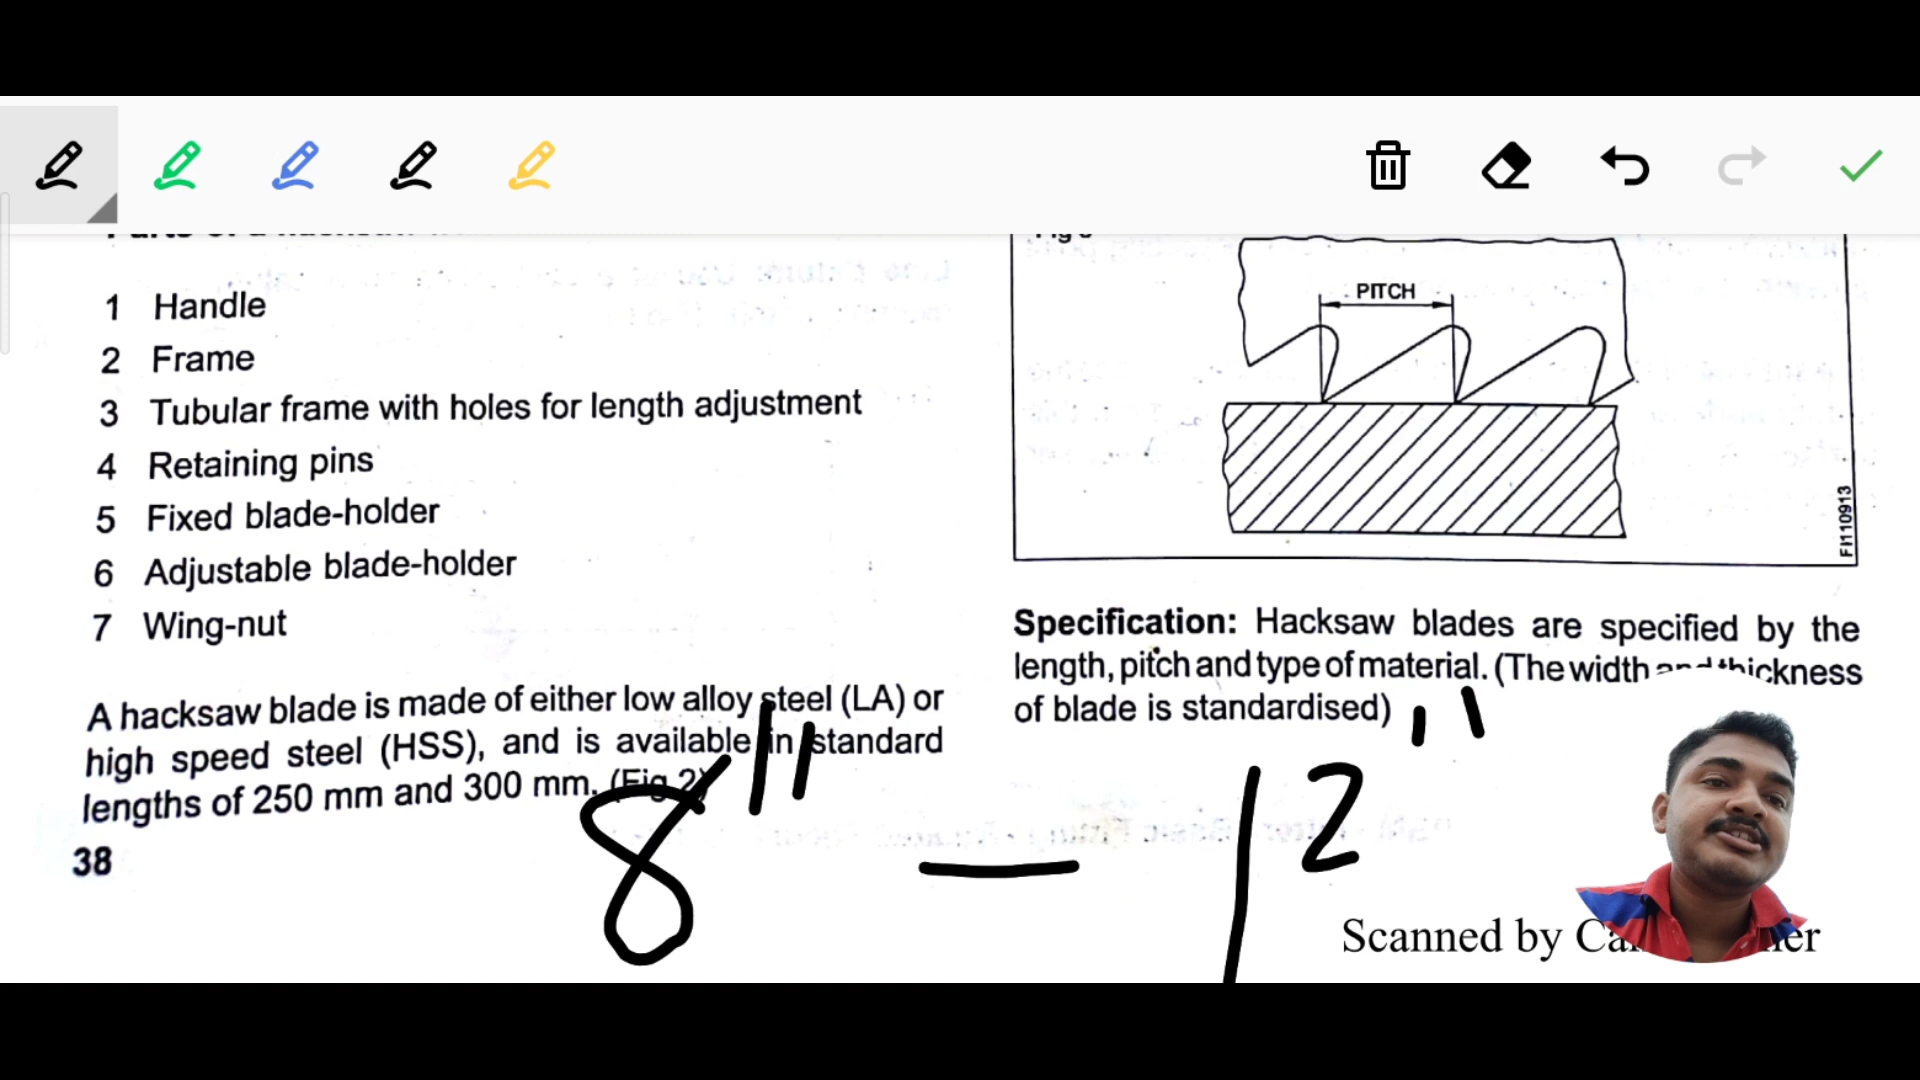 1 Handle
2 Frame
3 Tubular frame with holes for length adjustment
4 Retaining pins
5 Fixed blade-holder
6 Adjustable blade-holder
7 Wing-nut
A hacksaw blade is made of either low alloy steel (LA) or
high speed steel (HSS), and is available in standard
lengths of 250 mm and 300 mm. (Fig 2)
38
PITCH
FI110913
Specification: Hacksaw blades are specified by the
length, pitch and type of material. (The width and thickness
of blade is standardised)
8" — 12"
Scanned by